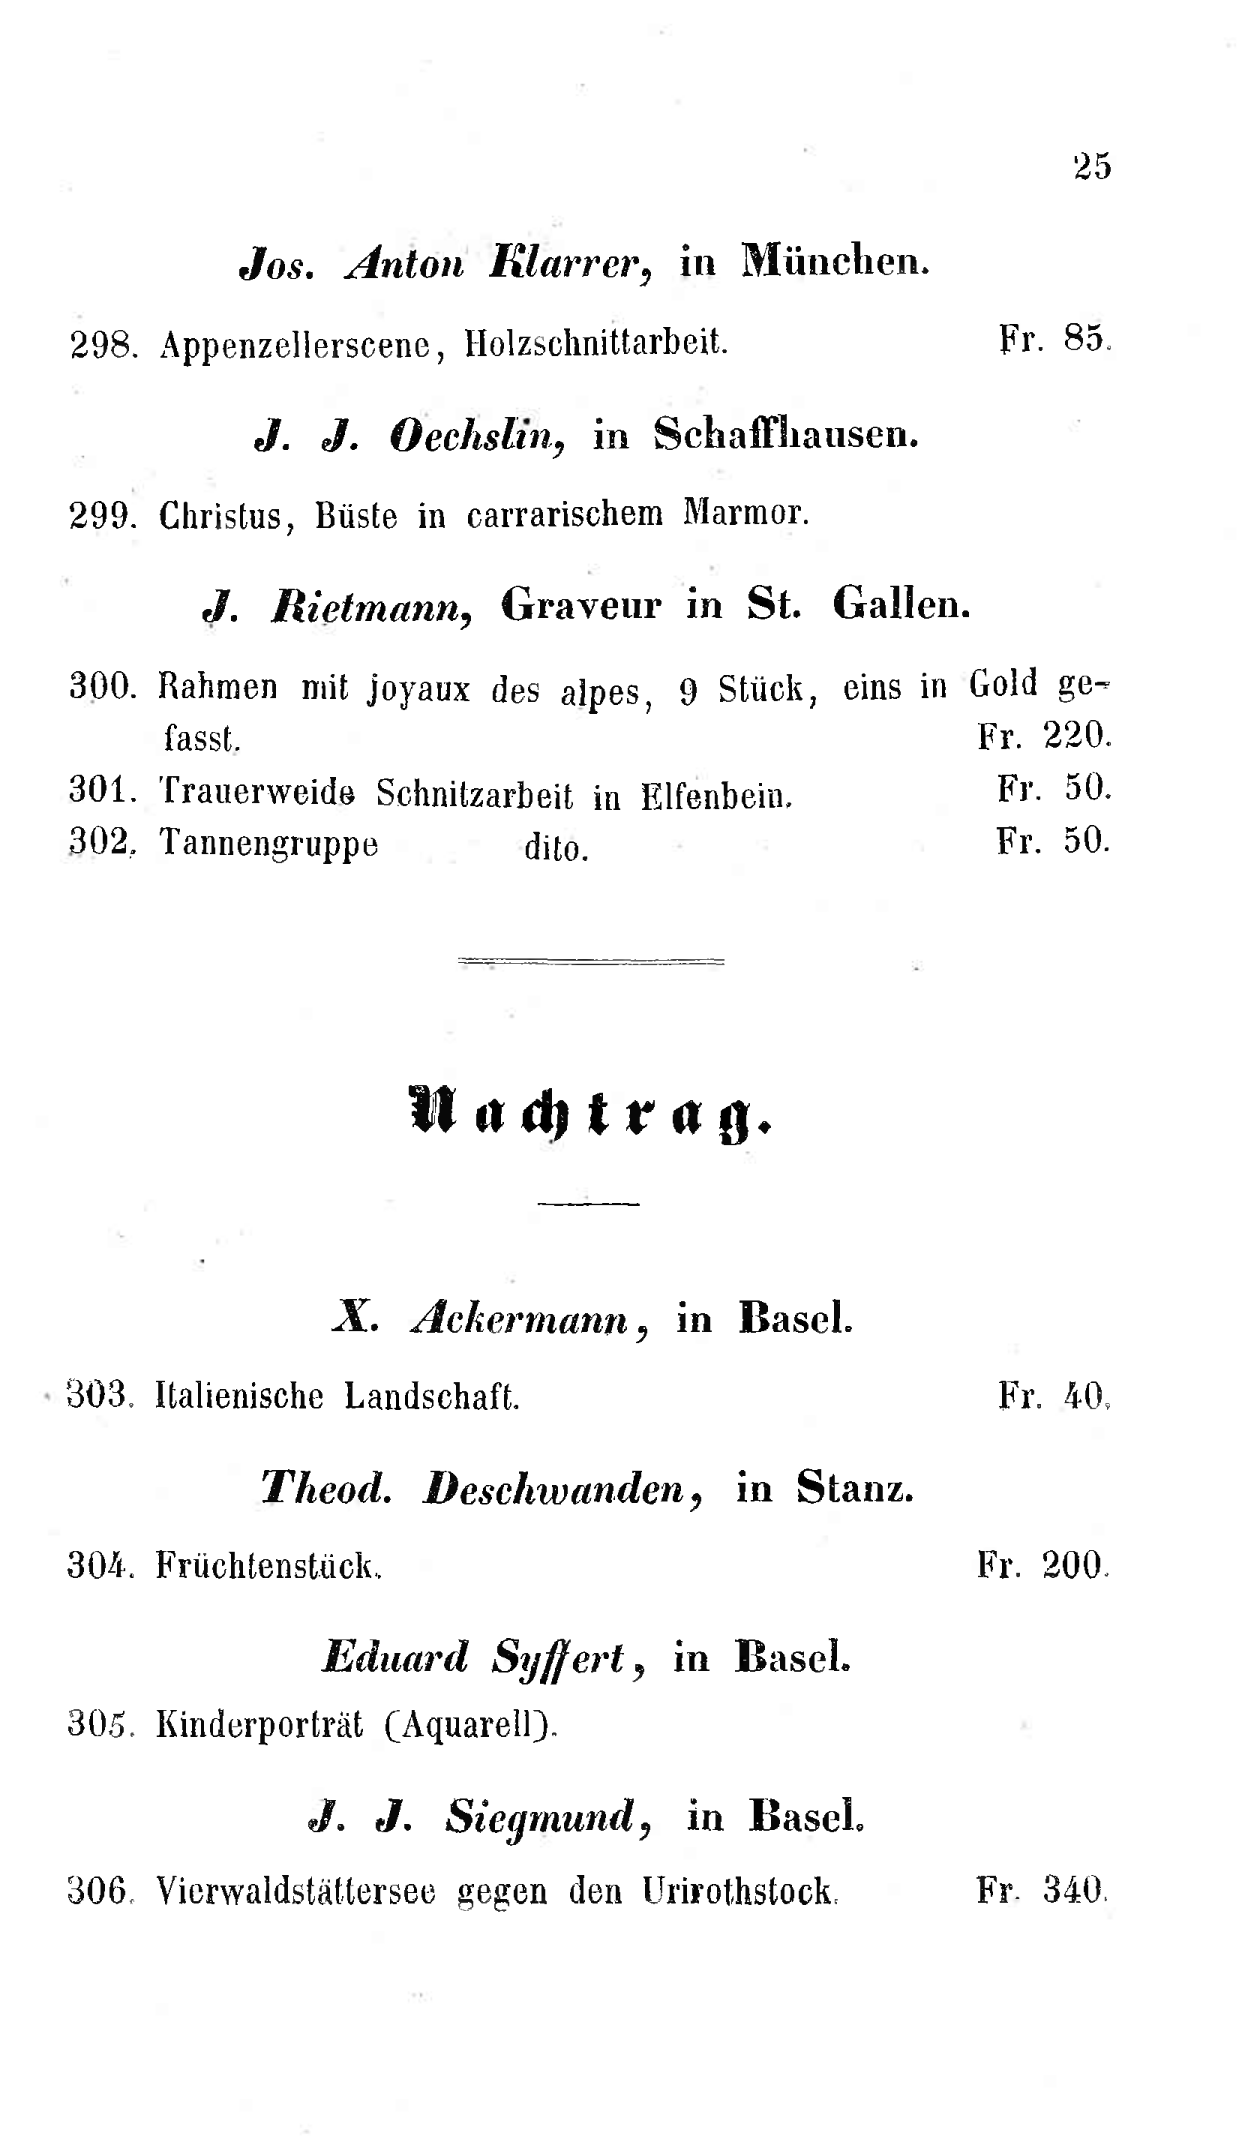 25
Jos. Anton Klarrer, in München.
298. Appenzellerscene, Holzschnittarbeit. Fr. 85.
J. J. Oechslin, in Schaffhausen.
299. Christus, Büste in carrarischem Marmor.
J. Rietmann, Graveur in St. Gallen.
300. Rahmen mit joyaux des alpes, 9 Stück, eins in Gold ge-
fasst. Fr. 220.
301. Trauerweide Schnitzarbeit in Elfenbein. Fr. 50.
302. Tannengruppe dito. Fr. 50.
Nachtrag.
X. Ackermann, in Basel.
303. Italienische Landschaft. Fr. 40.
Theod. Deschwanden, in Stanz.
304. Früchtenstück. Fr. 200.
Eduard Syffert, in Basel.
305. Kinderporträt (Aquarell).
J. J. Siegmund, in Basel.
306. Vierwaldstättersee gegen den Urirothstock. Fr. 340.